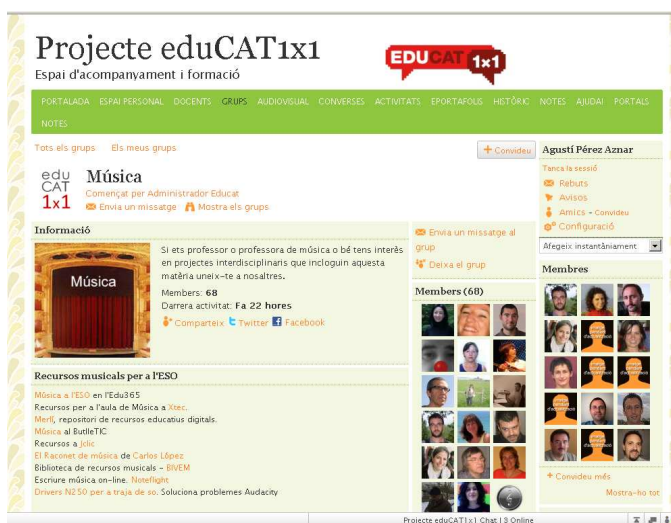 Projecte eduCAT1x1
Espai d'acompanyament i formació
EDUCAT 1x1
PORTALADA ESPAI PERSONAL DOCENTS GRUPS AUDIOVISUAL CONVERSES ACTIVITATS EPORTAFOLIS HISTÒRIC NOTES AJUDAI PORTALS
NOTES
Tots els grups Els meus grups
+ Convideu
edu
CAT
1x1
Música
Començat per Administrador Educat
Envia un missatge Mostra els grups
Informació
Música
Si ets professor o professora de música o bé tens interès
en projectes interdisciplinaris que incloguin aquesta
matèria uneix-te a nosaltres.
Members: 68
Darrera activitat: Fa 22 hores
Comparteix Twitter Facebook
Recursos musicals per a l'ESO
Música a l'ESO en l'Edu365
Recursos per a l'aula de Música a Xtec.
Merlí, repositori de recursos educatius digitals.
Música al ButlleTIC
Recursos a Jclic
El Raconet de música de Carlos López
Biblioteca de recursos musicals - BIVEM
Escriure música on-line. Noteflight
Drivers N250 per a traja de so. Soluciona problemes Audacity
Envia un missatge al
grup
Deixa el grup
Members (68)
Agustí Pérez Aznar
Tanca la sessió
Rebuts
Avisos
Amics - Convideu
Configuració
Afegeix instantàniament
Membres
+ Convideu més
Mostra-ho tot
Projecte eduCAT1x1 Chat | 3 Online